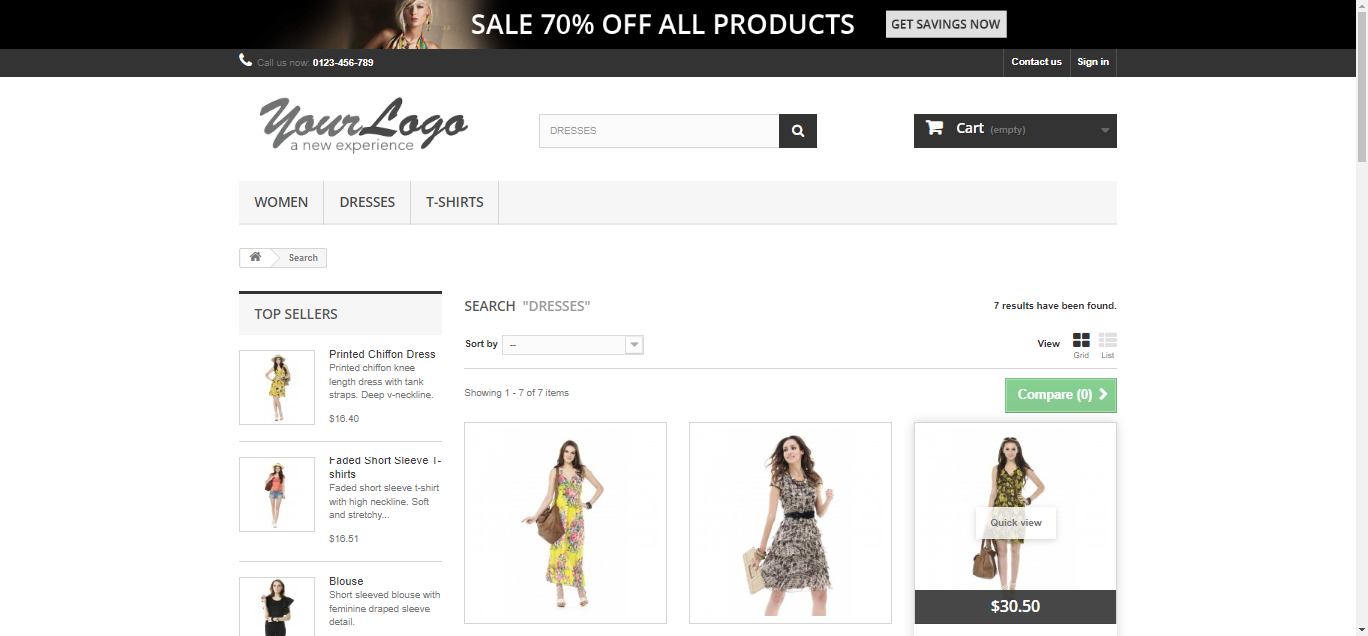 SALE 70% OFF ALL PRODUCTS
GET SAVINGS NOW
Call us now: 0123-456-789
Contact us
Sign in
YourLogo
a new experience
DRESSES
Cart (empty)
WOMEN
DRESSES
T-SHIRTS
Search
TOP SELLERS
Printed Chiffon Dress
Printed chiffon knee
length dress with tank
straps. Deep v-neckline.
$16.40
Faded Short Sleeve T-
shirts
Faded short sleeve t-shirt
with high neckline. Soft
and stretchy...
$16.51
Blouse
Short sleeved blouse with
feminine draped sleeve
detail.
SEARCH "DRESSES"
7 results have been found.
Sort by --
View
Grid
List
Showing 1 - 7 of 7 items
Compare (0)
Quick view
$30.50